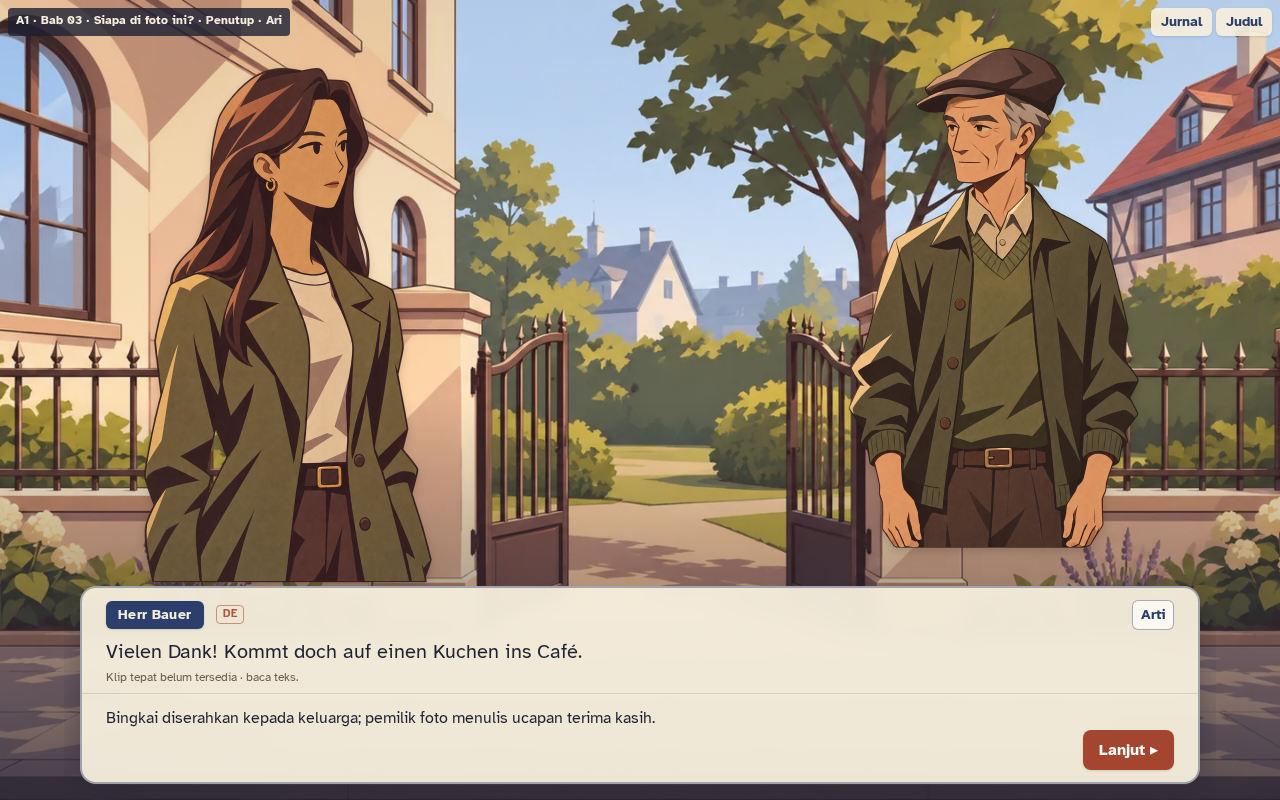 A1 · Bab 03 · Siapa di foto ini? · Penutup · Ari
Jurnal
Judul
Herr Bauer
DE
Arti
Vielen Dank! Kommt doch auf einen Kuchen ins Café.
Klip tepat belum tersedia · baca teks.
Bingkai diserahkan kepada keluarga; pemilik foto menulis ucapan terima kasih.
Lanjut ▸